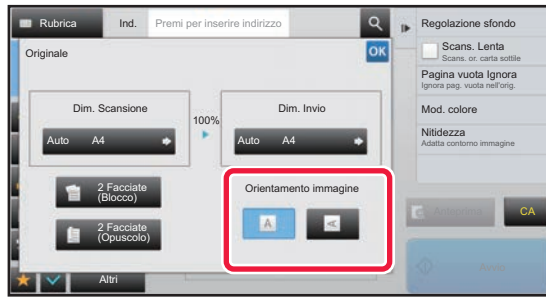 Rubrica
Ind.
Premi per inserire indirizzo
Originale
OK
Dim. Scansione
Auto A4
100%
Dim. Invio
Auto A4
2 Facciate
(Blocco)
2 Facciate
(Opuscolo)
Orientamento immagine
A
A
Altri
Regolazione sfondo
Scans. Lenta
Scans. or. carta sottile
Pagina vuota Ignora
Ignora pag. vuota nell'orig.
Mod. colore
Nitidezza
Adatta contorno immagine
Anteprima
CA
Avvio